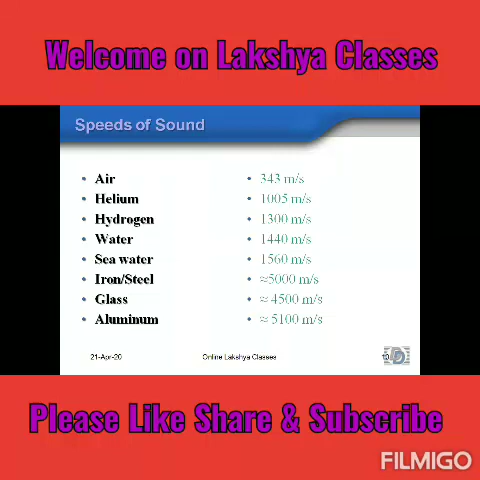 Welcome on Lakshya Classes
Speeds of Sound
• Air • 343 m/s
• Helium • 1005 m/s
• Hydrogen • 1300 m/s
• Water • 1440 m/s
• Sea water • 1560 m/s
• Iron/Steel • ≈5000 m/s
• Glass • ≈ 4500 m/s
• Aluminum • ≈ 5100 m/s
21-Apr-20 Online Lakshya Classes 10
Please Like Share & Subscribe
FILMIGO